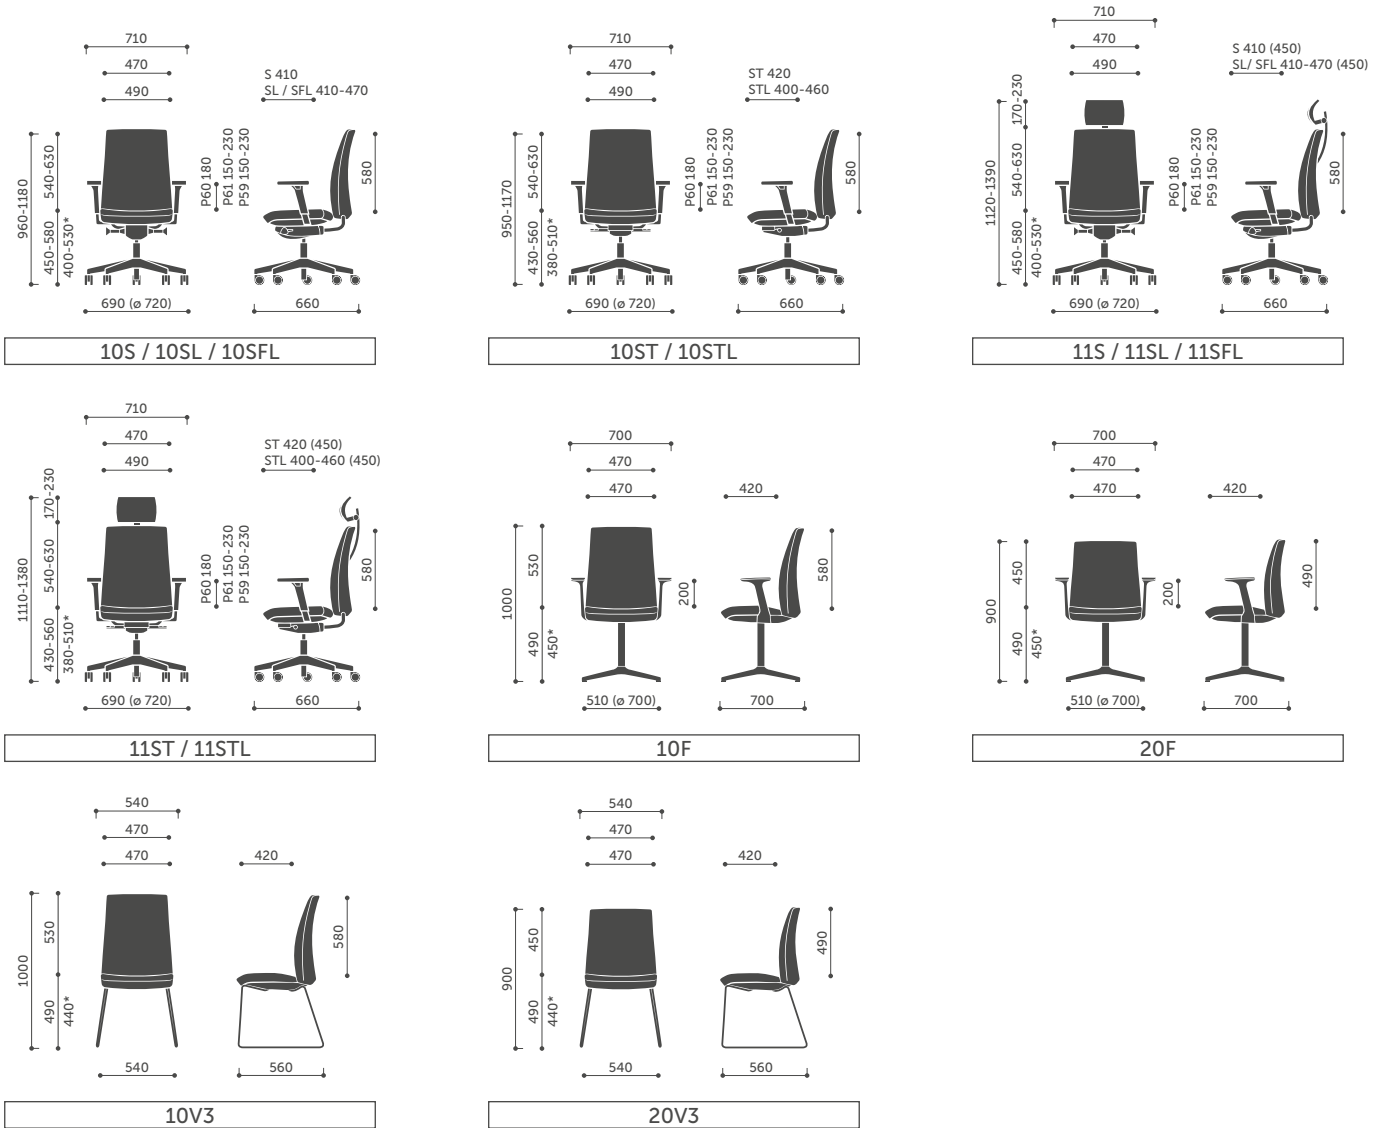 710
470
490
S 410
SL / SFL 410-470
960-1180
540-630
450-580
400-530*
P60 180
P61 150-230
P59 150-230
580
690 (ø 720)
660
10S / 10SL / 10SFL
710
470
490
ST 420
STL 400-460
950-1170
540-630
430-560
380-510*
P60 180
P61 150-230
P59 150-230
580
690 (ø 720)
660
10ST / 10STL
710
470
490
S 410 (450)
SL/ SFL 410-470 (450)
1120-1390
170-230
540-630
450-580
400-530*
P60 180
P61 150-230
P59 150-230
580
690 (ø 720)
660
11S / 11SL / 11SFL
710
470
490
ST 420 (450)
STL 400-460 (450)
1110-1380
170-230
540-630
430-560
380-510*
P60 180
P61 150-230
P59 150-230
580
690 (ø 720)
660
11ST / 11STL
700
470
470
420
1000
530
490
450*
200
580
510 (ø 700)
700
10F
700
470
470
420
900
450
490
450*
200
490
510 (ø 700)
700
20F
540
470
470
420
1000
530
490
440*
580
540
560
10V3
540
470
470
420
900
450
490
440*
490
540
560
20V3